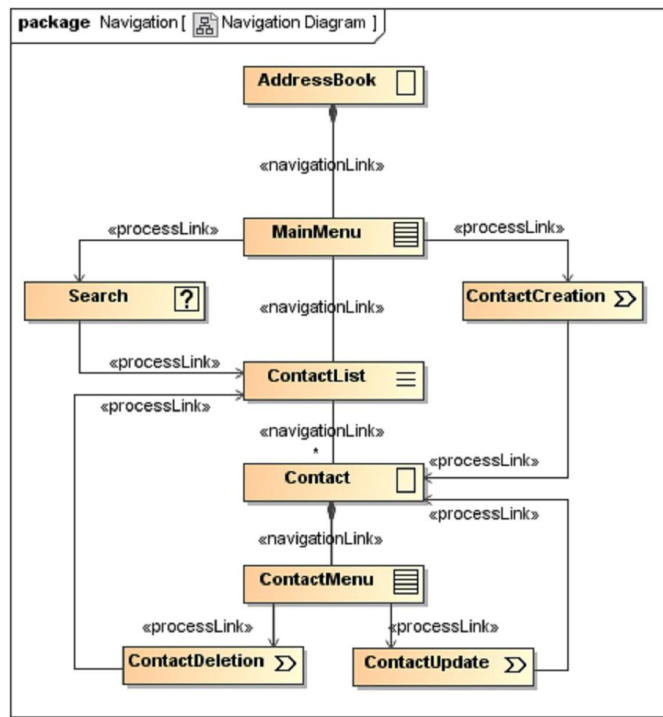 package Navigation [ Navigation Diagram ]
AddressBook
«navigationLink»
«processLink»
MainMenu
«processLink»
Search
?
«navigationLink»
ContactCreation
«processLink»
ContactList
«processLink»
«navigationLink»
*
Contact
«processLink»
«processLink»
«navigationLink»
ContactMenu
«processLink»
«processLink»
ContactDeletion
ContactUpdate